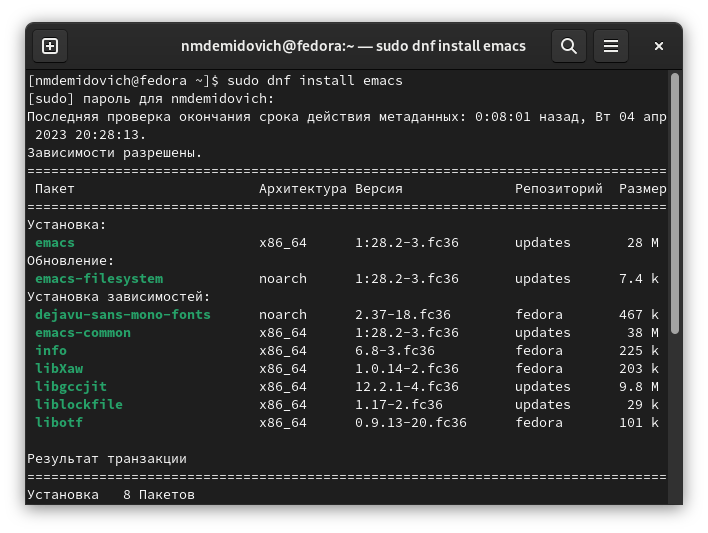 nmdemidovich@fedora:~ — sudo dnf install emacs
[nmdemidovich@fedora ~]$ sudo dnf install emacs
[sudo] пароль для nmdemidovich:
Последняя проверка окончания срока действия метаданных: 0:08:01 назад, Вт 04 апр
2023 20:28:13.
Зависимости разрешены.
================================================================================
Пакет Архитектура Версия Репозиторий Размер
================================================================================
Установка:
emacs x86_64 1:28.2-3.fc36 updates 28 M
Обновление:
emacs-filesystem noarch 1:28.2-3.fc36 updates 7.4 k
Установка зависимостей:
dejavu-sans-mono-fonts noarch 2.37-18.fc36 fedora 467 k
emacs-common x86_64 1:28.2-3.fc36 updates 38 M
info x86_64 6.8-3.fc36 fedora 225 k
libXaw x86_64 1.0.14-2.fc36 fedora 203 k
libgccjit x86_64 12.2.1-4.fc36 updates 9.8 M
liblockfile x86_64 1.17-2.fc36 updates 29 k
libotf x86_64 0.9.13-20.fc36 fedora 101 k
Результат транзакции
================================================================================
Установка 8 Пакетов